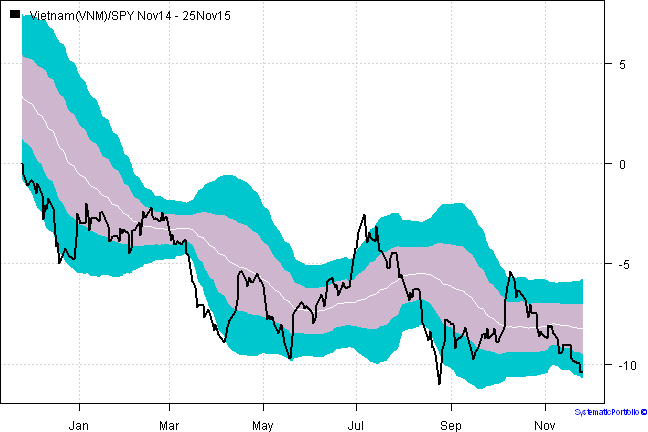 Vietnam(VNM)/SPY Nov14 - 25Nov15
5
0
-5
-10
Jan Mar May Jul Sep Nov
SystematicPortfolio ©